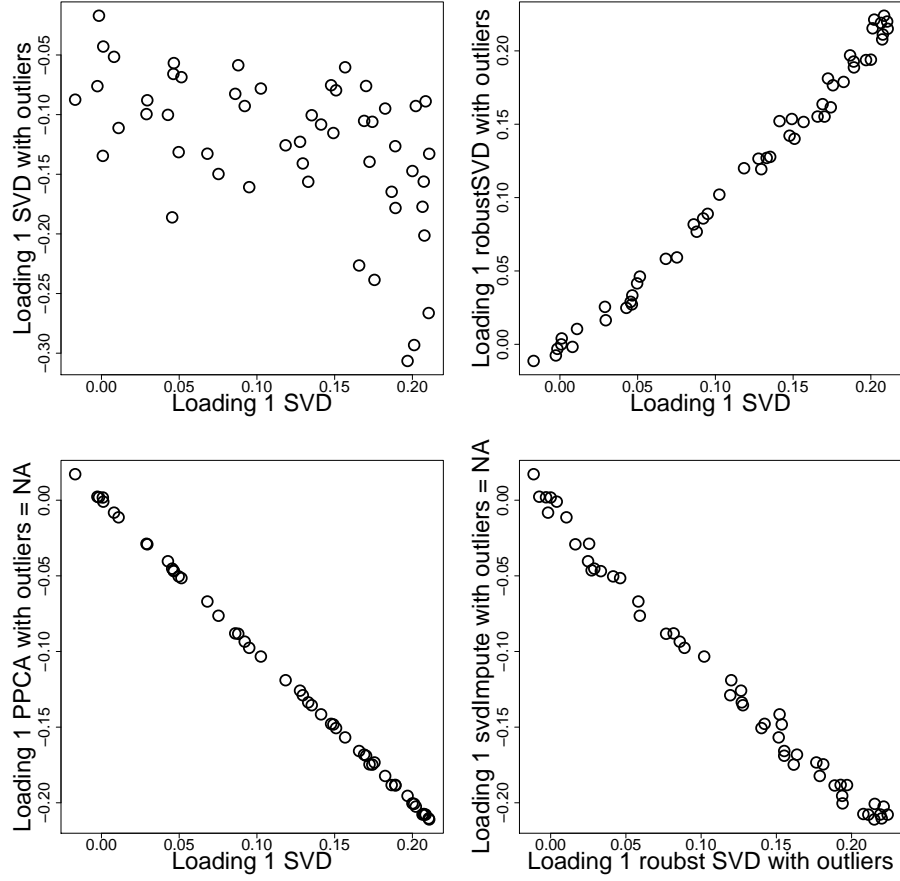 Loading 1 SVD with outliers
-0.05
-0.10
-0.15
-0.20
-0.25
-0.30
0.00 0.05 0.10 0.15 0.20
Loading 1 SVD
Loading 1 robustSVD with outliers
0.20
0.15
0.10
0.05
0.00
0.00 0.05 0.10 0.15 0.20
Loading 1 SVD
Loading 1 PPCA with outliers = NA
0.00
-0.05
-0.10
-0.15
-0.20
0.00 0.05 0.10 0.15 0.20
Loading 1 SVD
Loading 1 svdImpute with outliers = NA
0.00
-0.05
-0.10
-0.15
-0.20
0.00 0.05 0.10 0.15 0.20
Loading 1 roubst SVD with outliers